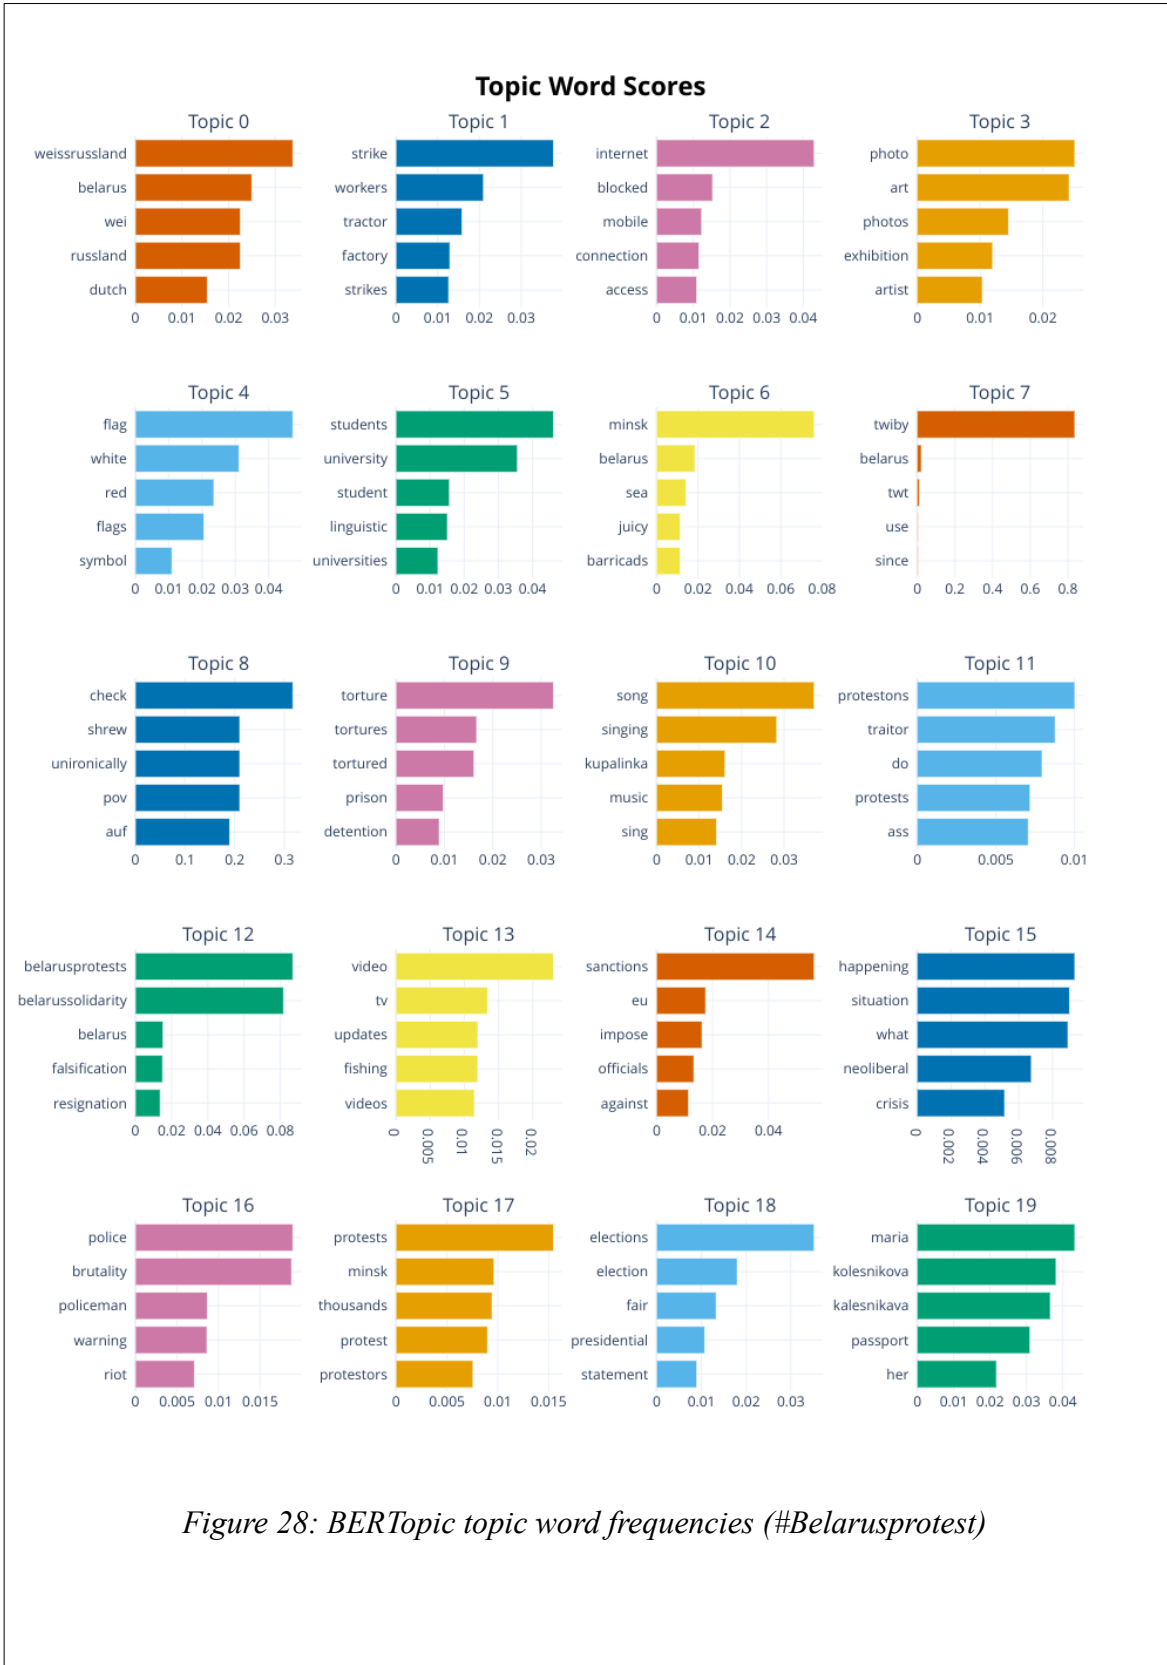 Topic Word Scores
Topic 0
Topic 1
Topic 2
Topic 3
weissrussland
belarus
wei
russland
dutch
0 0.01 0.02 0.03
strike
workers
tractor
factory
strikes
0 0.01 0.02 0.03
internet
blocked
mobile
connection
access
0 0.01 0.02 0.03 0.04
photo
art
photos
exhibition
artist
0 0.01 0.02
Topic 4
Topic 5
Topic 6
Topic 7
flag
white
red
flags
symbol
0 0.01 0.02 0.03 0.04
students
university
student
linguistic
universities
0 0.01 0.02 0.03 0.04
minsk
belarus
sea
juicy
barricads
0 0.02 0.04 0.06 0.08
twiby
belarus
twt
use
since
0 0.2 0.4 0.6 0.8
Topic 8
Topic 9
Topic 10
Topic 11
check
shrew
unironically
pov
auf
0 0.1 0.2 0.3
torture
tortures
tortured
prison
detention
0 0.01 0.02 0.03
song
singing
kupalinka
music
sing
0 0.01 0.02 0.03
protestons
traitor
do
protests
ass
0 0.005 0.01
Topic 12
Topic 13
Topic 14
Topic 15
belarusprotests
belarussolidarity
belarus
falsification
resignation
0 0.02 0.04 0.06 0.08
video
tv
updates
fishing
videos
0 0.005 0.01 0.015 0.02
sanctions
eu
impose
officials
against
0 0.02 0.04
happening
situation
what
neoliberal
crisis
0 0.002 0.004 0.006 0.008
Topic 16
Topic 17
Topic 18
Topic 19
police
brutality
policeman
warning
riot
0 0.005 0.01 0.015
protests
minsk
thousands
protest
protestors
0 0.005 0.01 0.015
elections
election
fair
presidential
statement
0 0.01 0.02 0.03
maria
kolesnikova
kalesnikava
passport
her
0 0.01 0.02 0.03 0.04
Figure 28: BERTopic topic word frequencies (#Belarusprotest)